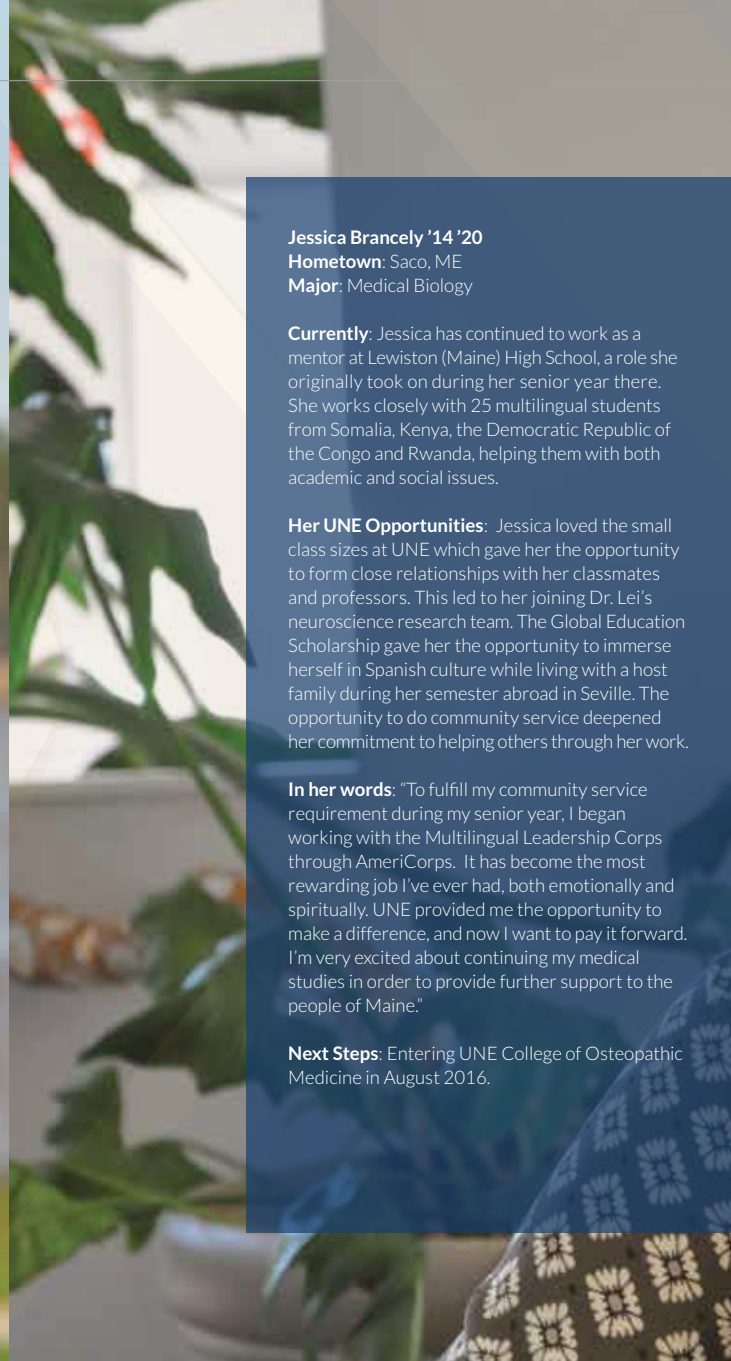 Jessica Brancely ’14 ’20
Hometown: Saco, ME
Major: Medical Biology
Currently: Jessica has continued to work as a
mentor at Lewiston (Maine) High School, a role she
originally took on during her senior year there.
She works closely with 25 multilingual students
from Somalia, Kenya, the Democratic Republic of
the Congo and Rwanda, helping them with both
academic and social issues.
Her UNE Opportunities:  Jessica loved the small
class sizes at UNE which gave her the opportunity
to form close relationships with her classmates
and professors. This led to her joining Dr. Lei’s
neuroscience research team. The Global Education
Scholarship gave her the opportunity to immerse
herself in Spanish culture while living with a host
family during her semester abroad in Seville. The
opportunity to do community service deepened
her commitment to helping others through her work.
In her words: “To fulfill my community service
requirement during my senior year, I began
working with the Multilingual Leadership Corps
through AmeriCorps.  It has become the most
rewarding job I’ve ever had, both emotionally and
spiritually. UNE provided me the opportunity to
make a difference, and now I want to pay it forward.
I’m very excited about continuing my medical
studies in order to provide further support to the
people of Maine.”
Next Steps: Entering UNE College of Osteopathic
Medicine in August 2016.